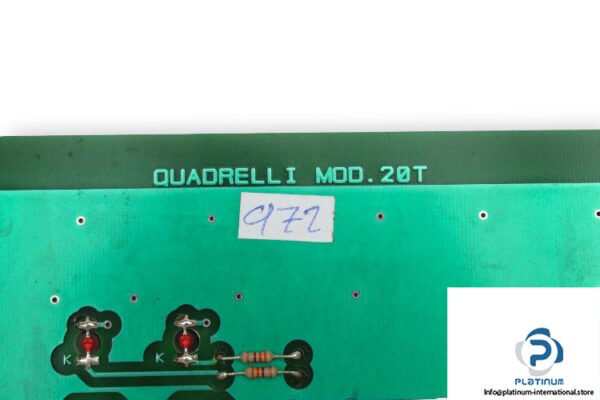 QUADRELLI MOD.20T
972
K K
PLATINUM
info@platinum-international.store